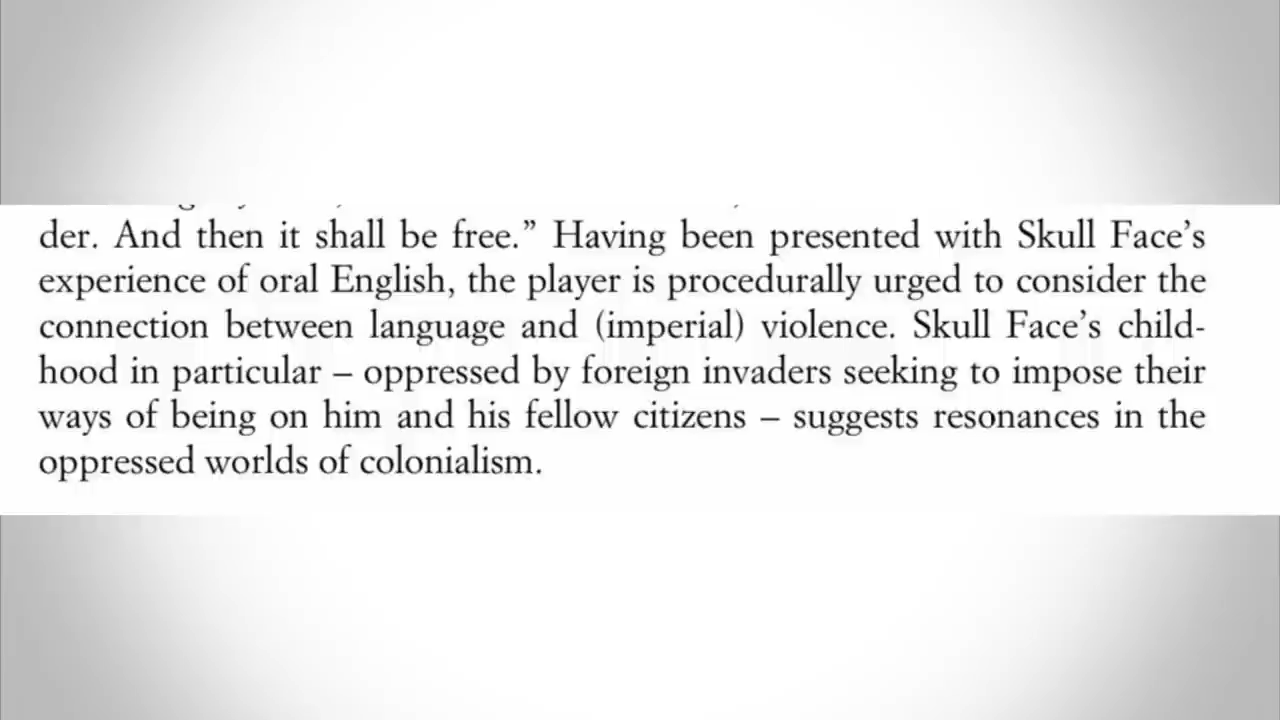 der. And then it shall be free.” Having been presented with Skull Face’s
experience of oral English, the player is procedurally urged to consider the
connection between language and (imperial) violence. Skull Face’s child-
hood in particular – oppressed by foreign invaders seeking to impose their
ways of being on him and his fellow citizens – suggests resonances in the
oppressed worlds of colonialism.